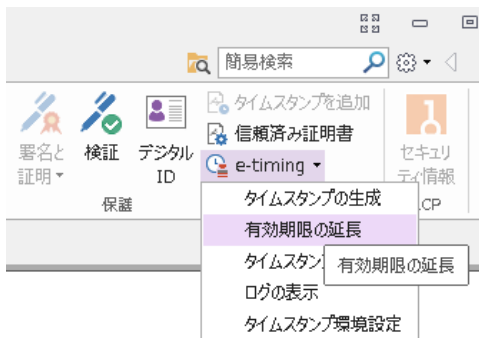 簡易検索
タイムスタンプを追加
信頼済み証明書
e-timing
署名と
証明
検証
デジタル
ID
セキュリ
ティ情報
保護
CP
タイムスタンプの生成
有効期限の延長
タイムスタン
有効期限の延長
ログの表示
タイムスタンプ環境設定